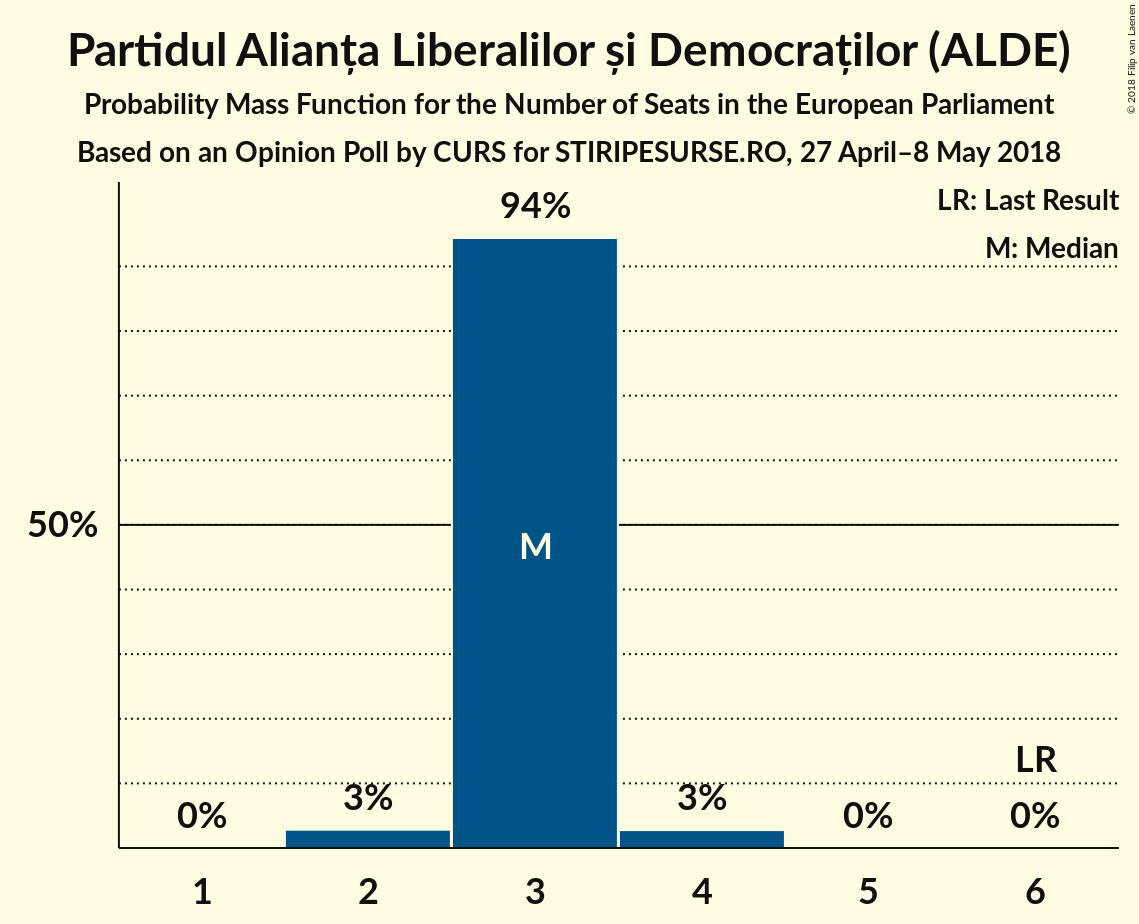 Partidul Alianța Liberalilor și Democraților (ALDE)
Probability Mass Function for the Number of Seats in the European Parliament
Based on an Opinion Poll by CURS for STIRIPESURSE.RO, 27 April–8 May 2018
© 2018 Filip van Laenen
LR: Last Result
M: Median
94%
50%
M
LR
0%
3%
3%
0%
0%
1
2
3
4
5
6